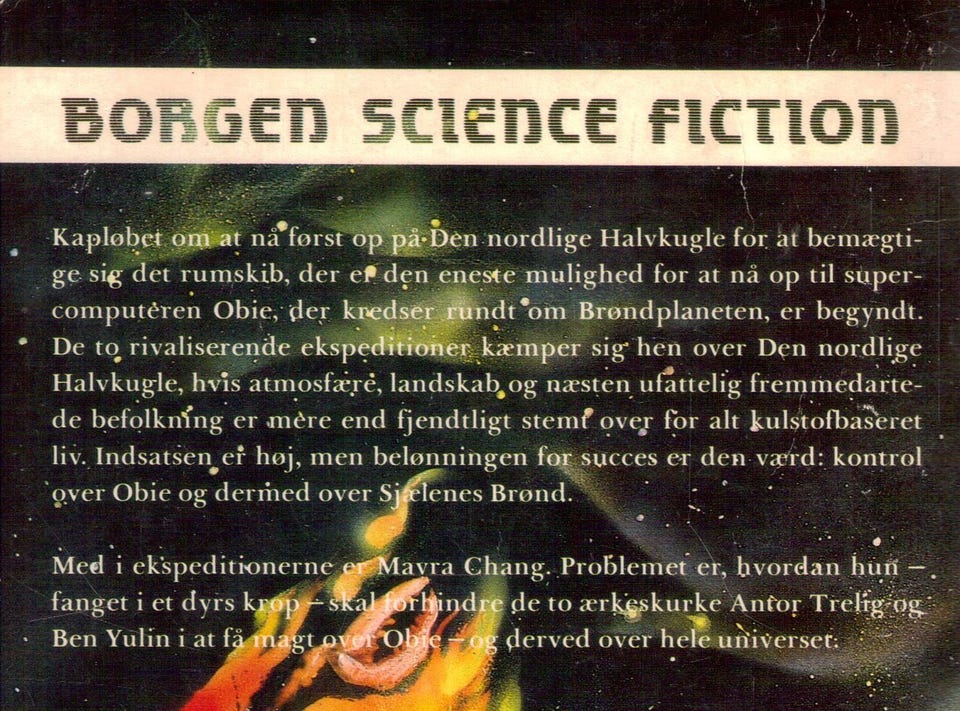 BORGEN SCIENCE FICTION
Kapløbet om at nå først op på Den nordlige Halvkugle for at bemægti-
ge sig det rumskib, der er den eneste mulighed for at nå op til super-
computeren Obie, der kredser rundt om Brøndplaneten, er begyndt.
De to rivaliserende ekspeditioner kæmper sig hen over Den nordlige
Halvkugle, hvis atmosfære, landskab og næsten ufattelig fremmedarte-
de befolkning er mere end fjendtligt stemt over for alt kulstofbaseret
liv. Indsatsen er høj, men belønningen for succes er den værd: kontrol
over Obie og dermed over Sjælenes Brønd.
Med i ekspeditionerne er Mavra Chang. Problemet er, hvordan hun –
fanget i et dyrs krop – skal forhindre de to ærkeskurke Antor Trelig og
Ben Yulin i at få magt over Obie – og derved over hele universet.